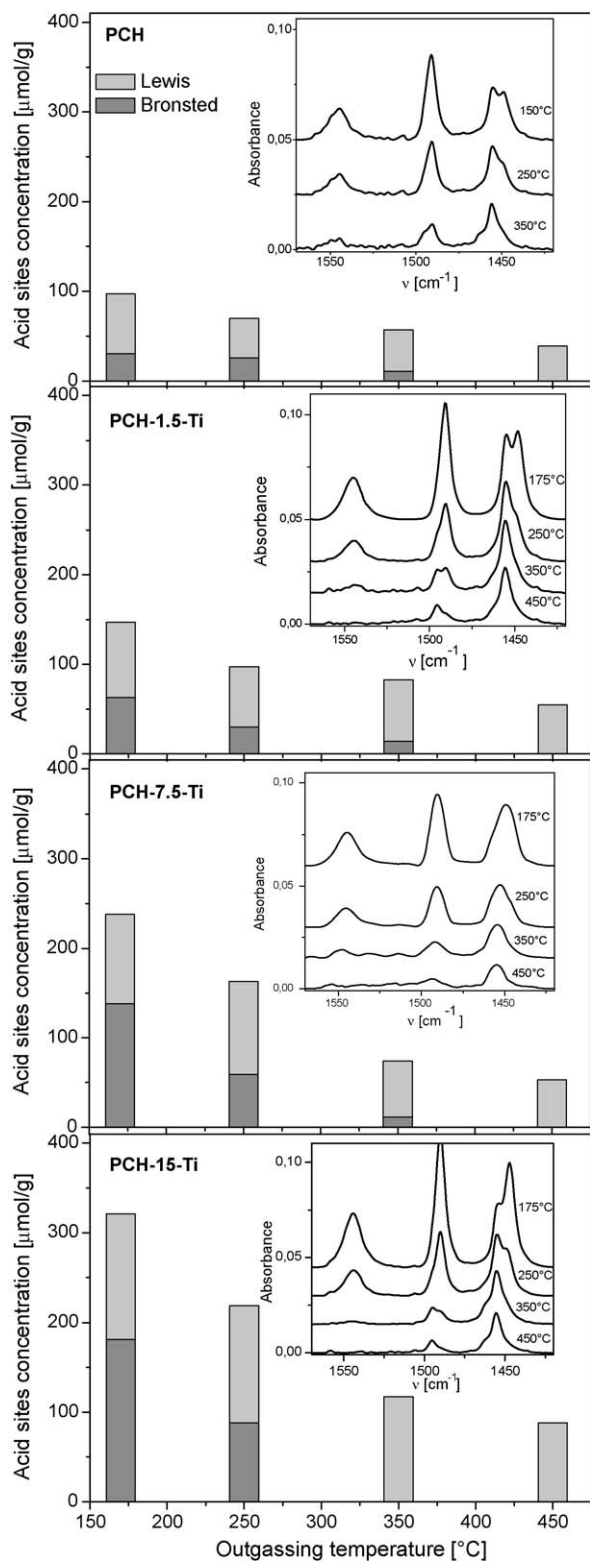 PCH
Lewis
Bronsted
Acid sites concentration [µmol/g]
400
300
200
100
0
Absorbance
0,10
0,05
0,00
150°C
250°C
350°C
1550 1500 1450
ν [cm-1]
PCH-1.5-Ti
Acid sites concentration [µmol/g]
400
300
200
100
0
Absorbance
0,10
0,05
0,00
175°C
250°C
350°C
450°C
1550 1500 1450
ν [cm-1]
PCH-7.5-Ti
Acid sites concentration [µmol/g]
400
300
200
100
0
Absorbance
0,10
0,05
0,00
175°C
250°C
350°C
450°C
1550 1500 1450
ν [cm-1]
PCH-15-Ti
Acid sites concentration [µmol/g]
400
300
200
100
0
Absorbance
0,10
0,05
0,00
175°C
250°C
350°C
450°C
1550 1500 1450
ν [cm-1]
150 200 250 300 350 400 450
Outgassing temperature [°C]